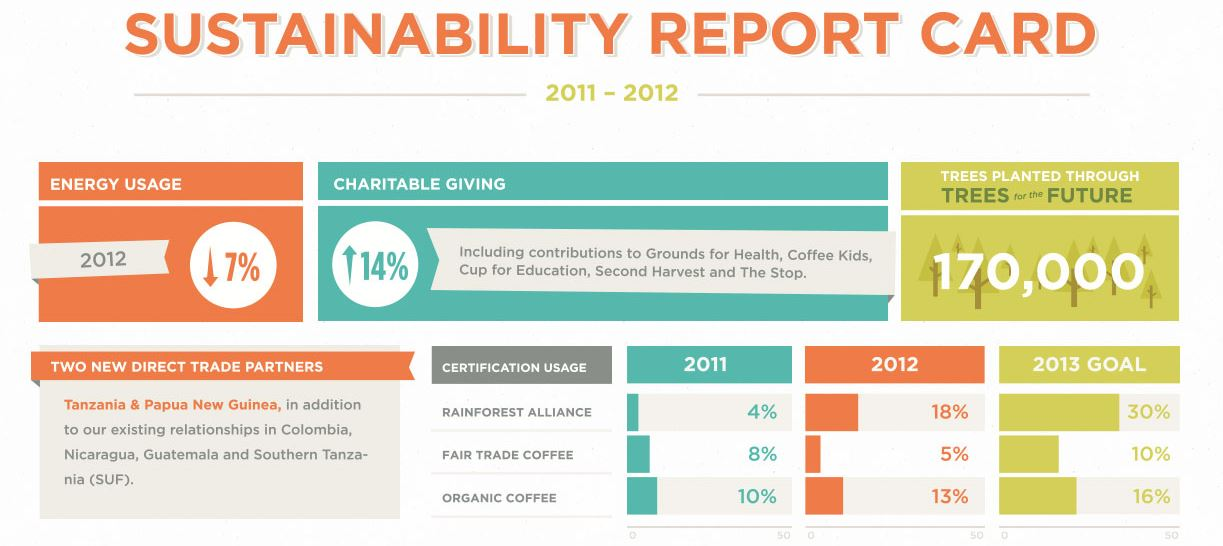 SUSTAINABILITY REPORT CARD
2011 – 2012
ENERGY USAGE
2012
7%
CHARITABLE GIVING
14%
Including contributions to Grounds for Health, Coffee Kids,
Cup for Education, Second Harvest and The Stop.
TREES PLANTED THROUGH
TREES for the FUTURE
170,000
TWO NEW DIRECT TRADE PARTNERS
Tanzania & Papua New Guinea, in addition
to our existing relationships in Colombia,
Nicaragua, Guatemala and Southern Tanza-
nia (SUF).
CERTIFICATION USAGE 2011 2012 2013 GOAL
RAINFOREST ALLIANCE 4% 18% 30%
FAIR TRADE COFFEE 8% 5% 10%
ORGANIC COFFEE 10% 13% 16%
0 50 0 50 0 50